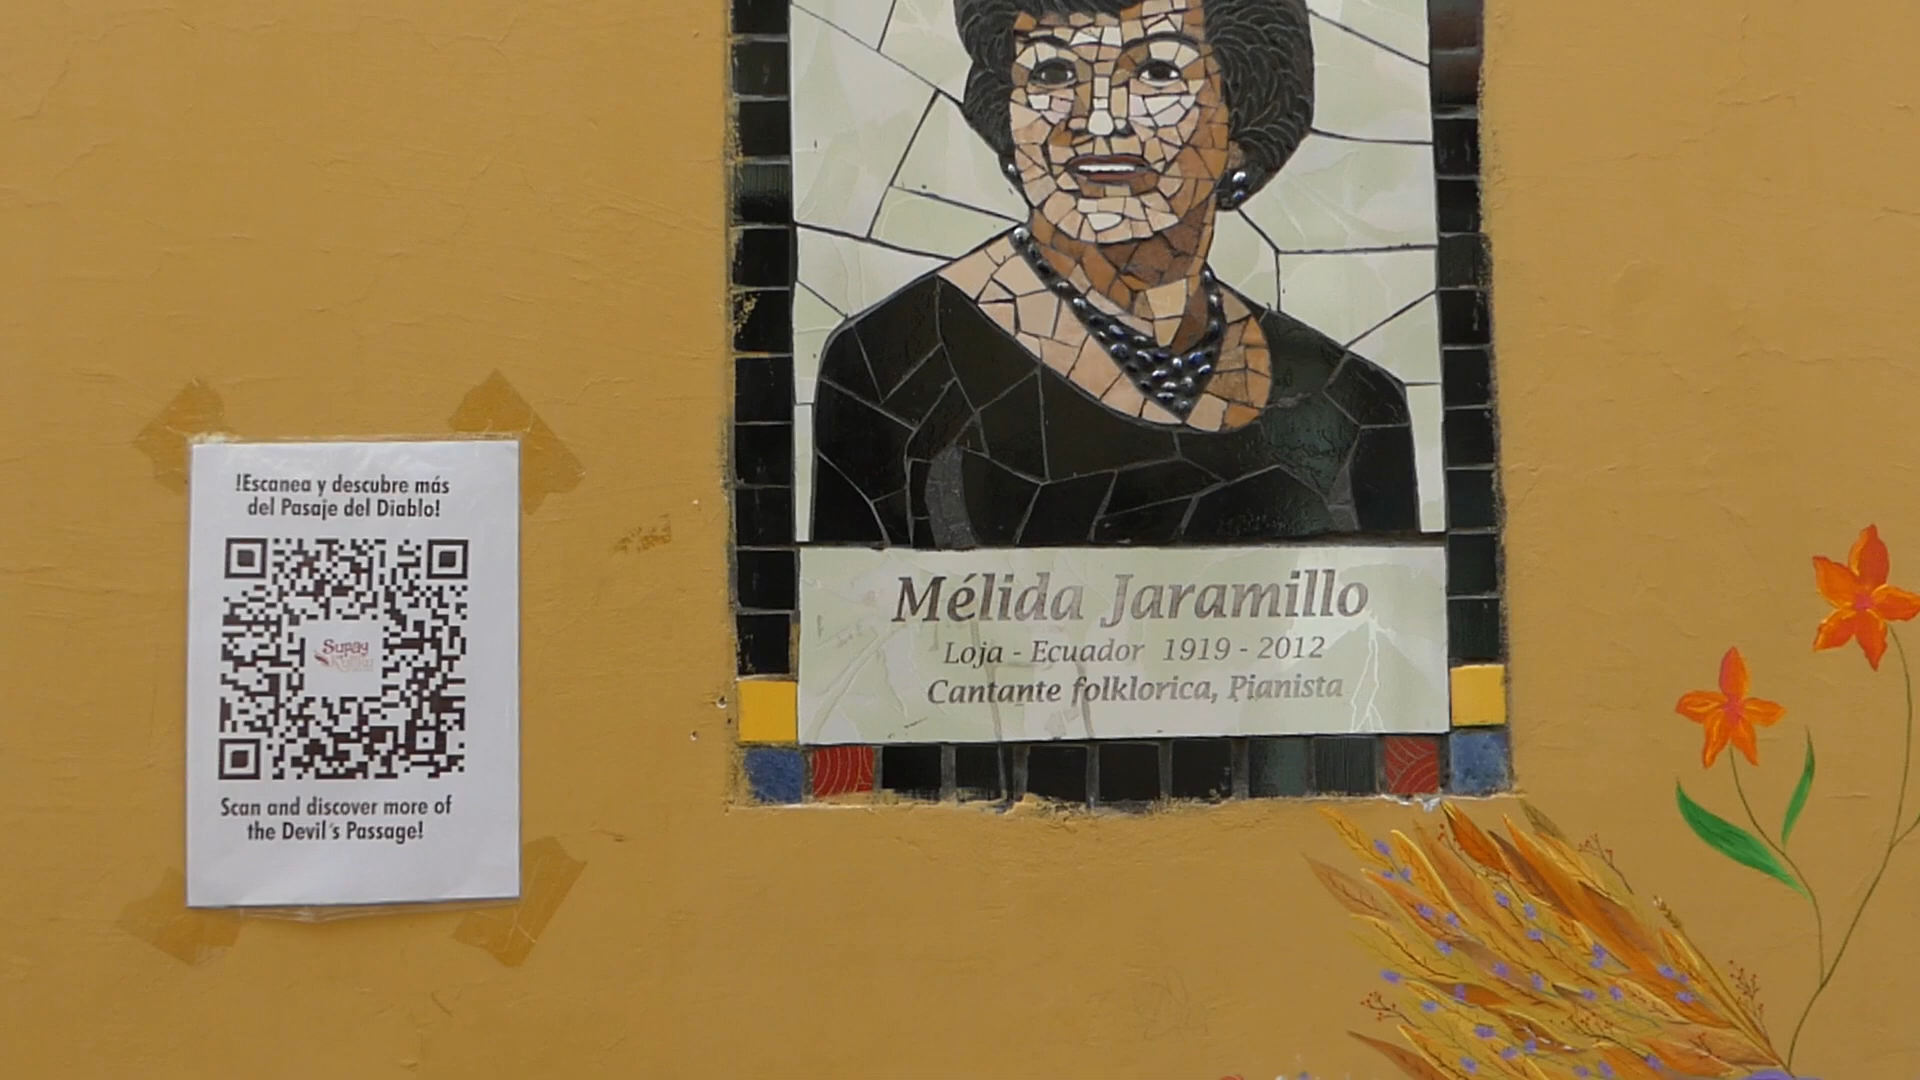 !Escanea y descubre más
del Pasaje del Diablo!
Supay
Scan and discover more of
the Devil´s Passage!
Mélida Jaramillo
Loja - Ecuador 1919 - 2012
Cantante folklorica, Pianista